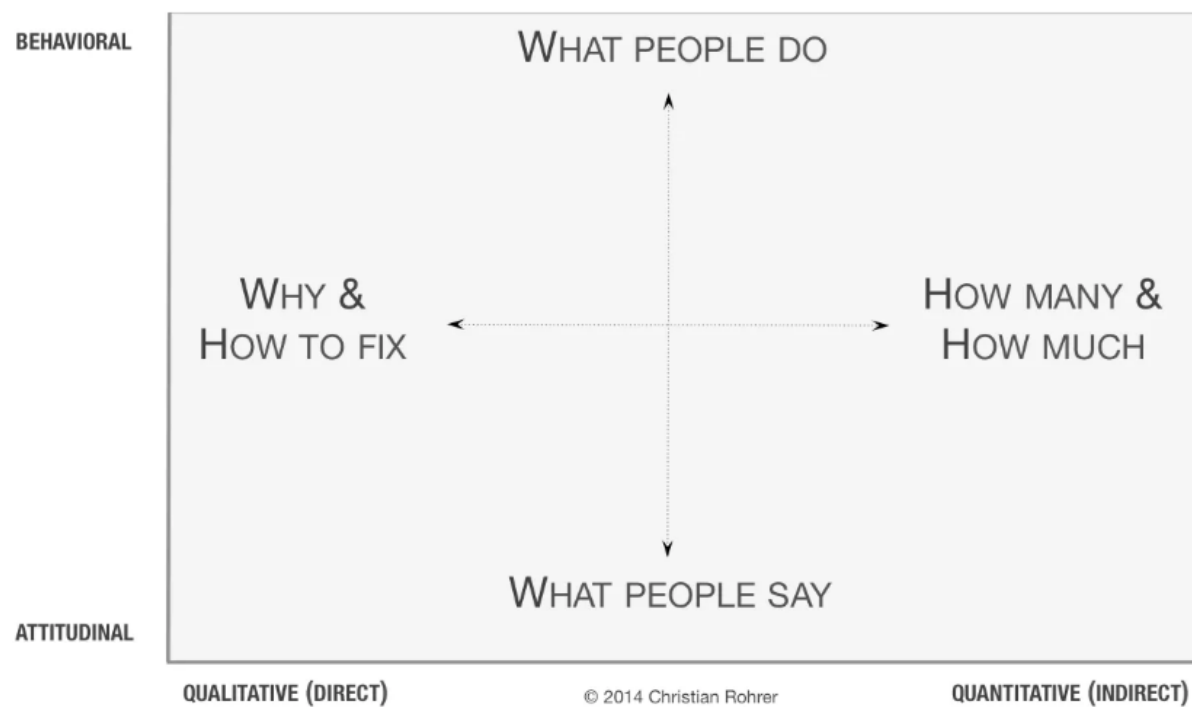 BEHAVIORAL
WHAT PEOPLE DO
WHY &
HOW TO FIX
HOW MANY &
HOW MUCH
WHAT PEOPLE SAY
ATTITUDINAL
QUALITATIVE (DIRECT)
© 2014 Christian Rohrer
QUANTITATIVE (INDIRECT)